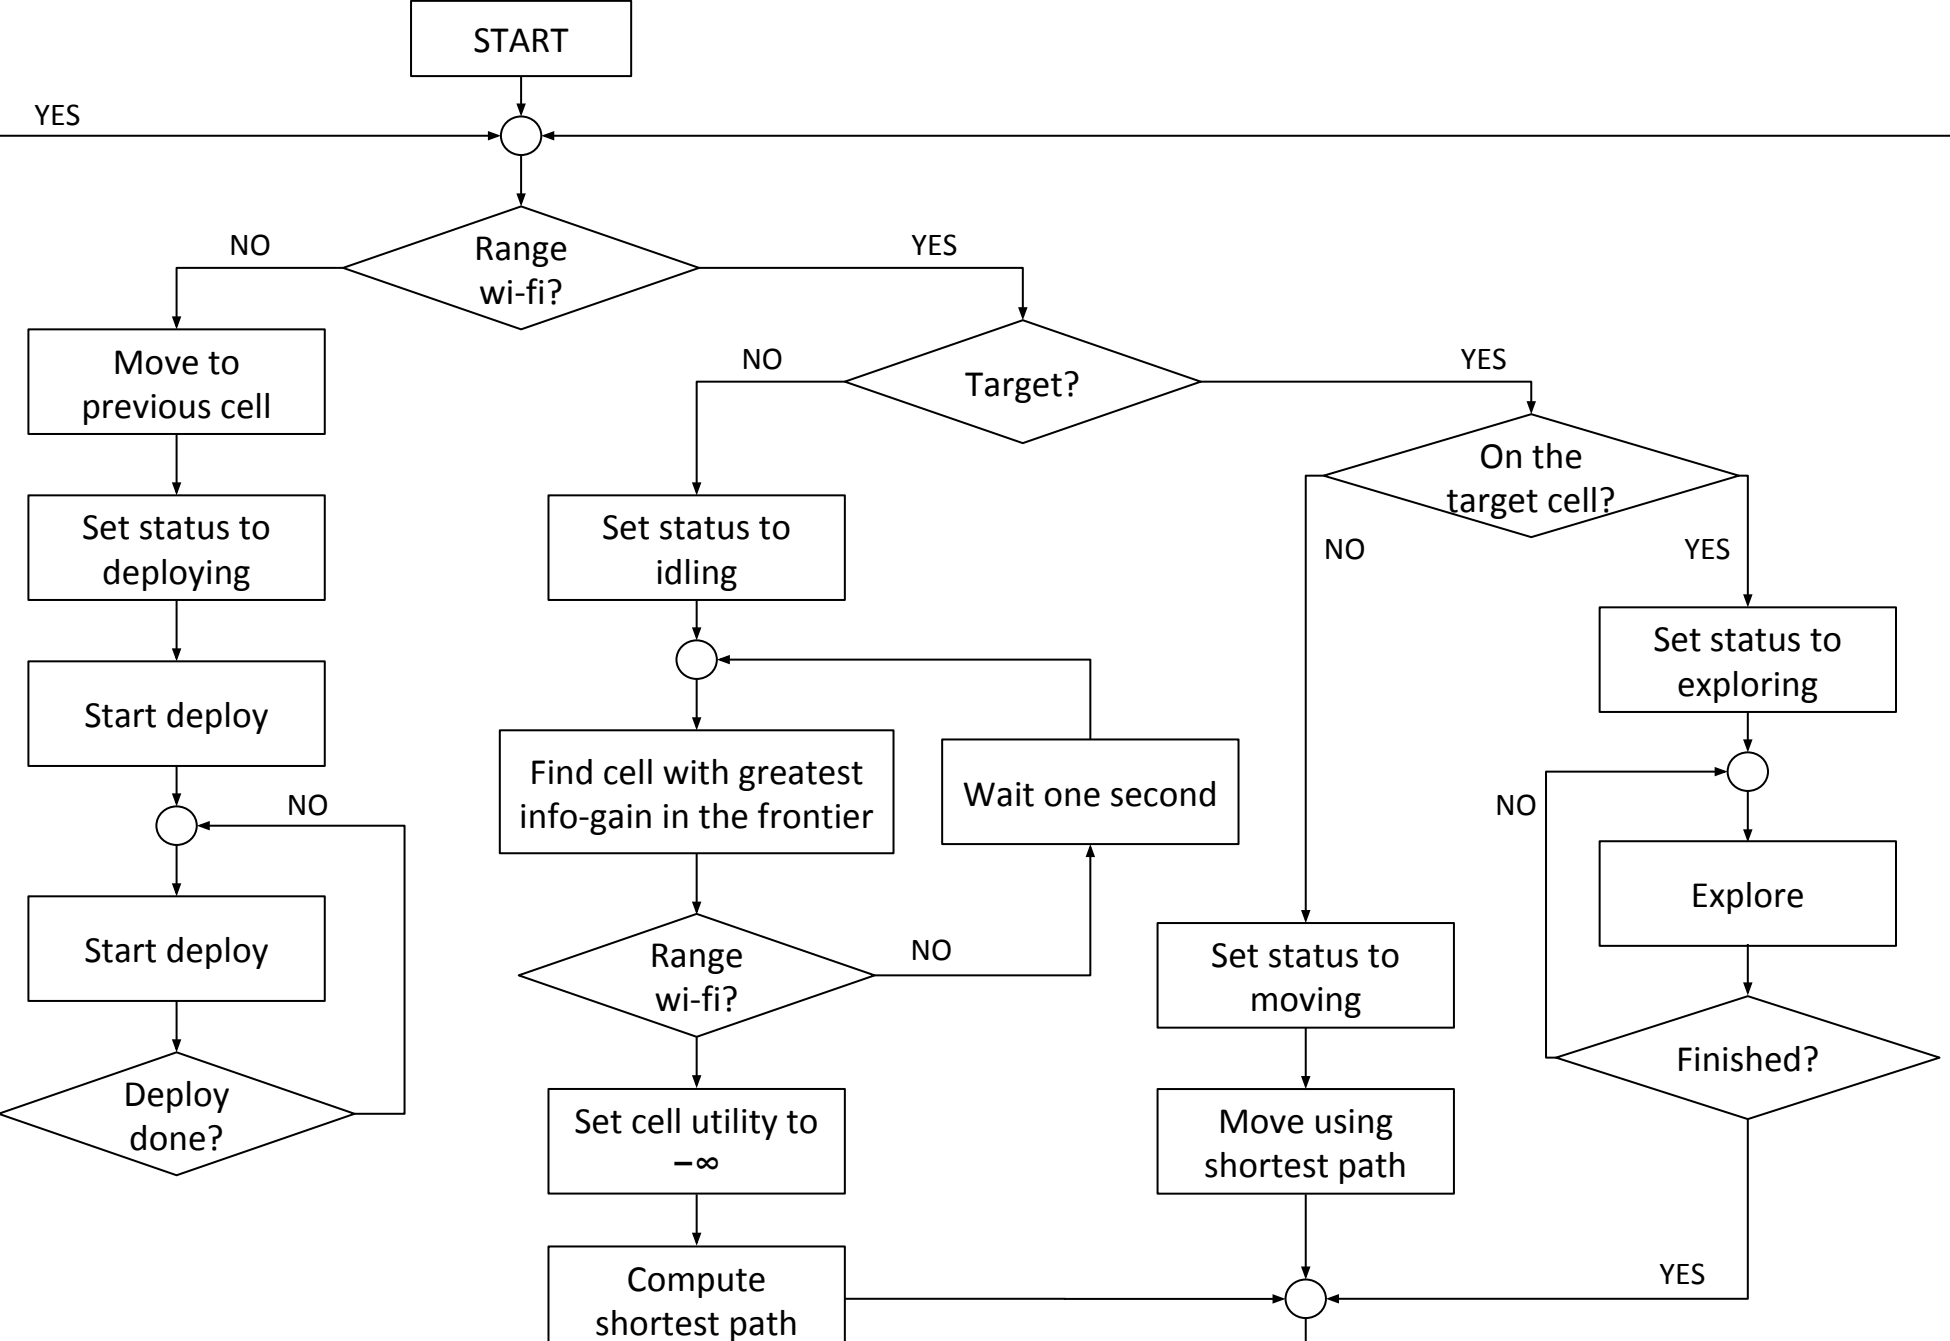 START
YES
Range
wi-fi?
NO
YES
Move to
previous cell
Set status to
deploying
Start deploy
NO
Start deploy
Deploy
done?
Target?
NO
YES
Set status to
idling
Find cell with greatest
info-gain in the frontier
Wait one second
Range
wi-fi?
NO
Set cell utility to
−∞
Compute
shortest path
On the
target cell?
NO
YES
Set status to
moving
Move using
shortest path
Set status to
exploring
NO
Explore
Finished?
YES